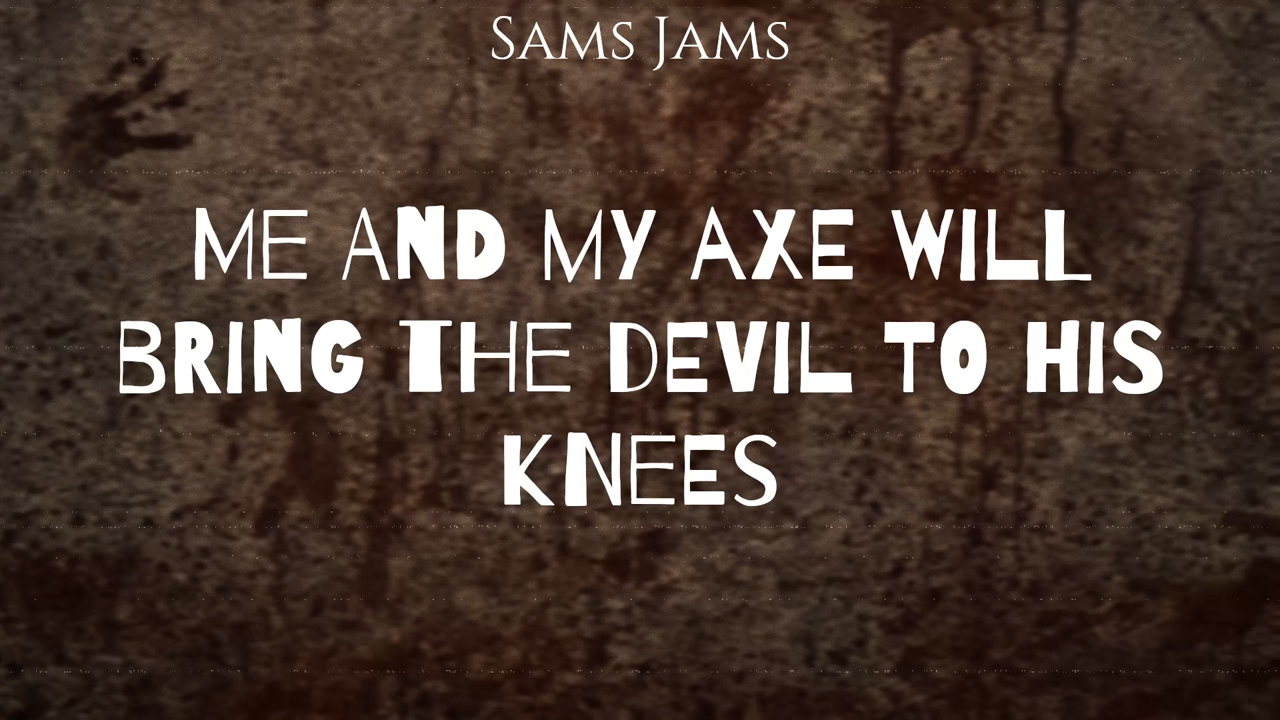 Sams Jams
ME AND MY AXE WILL
BRING THE DEVIL TO HIS
KNEES